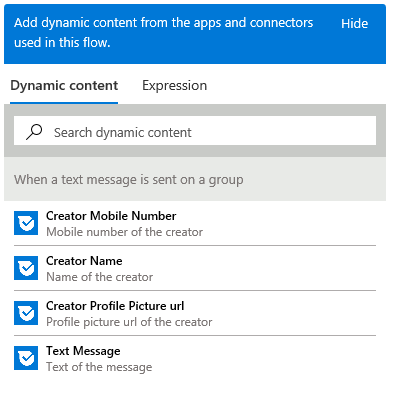 Add dynamic content from the apps and connectors
used in this flow.
Hide
Dynamic content
Expression
Search dynamic content
When a text message is sent on a group
Creator Mobile Number
Mobile number of the creator
Creator Name
Name of the creator
Creator Profile Picture url
Profile picture url of the creator
Text Message
Text of the message